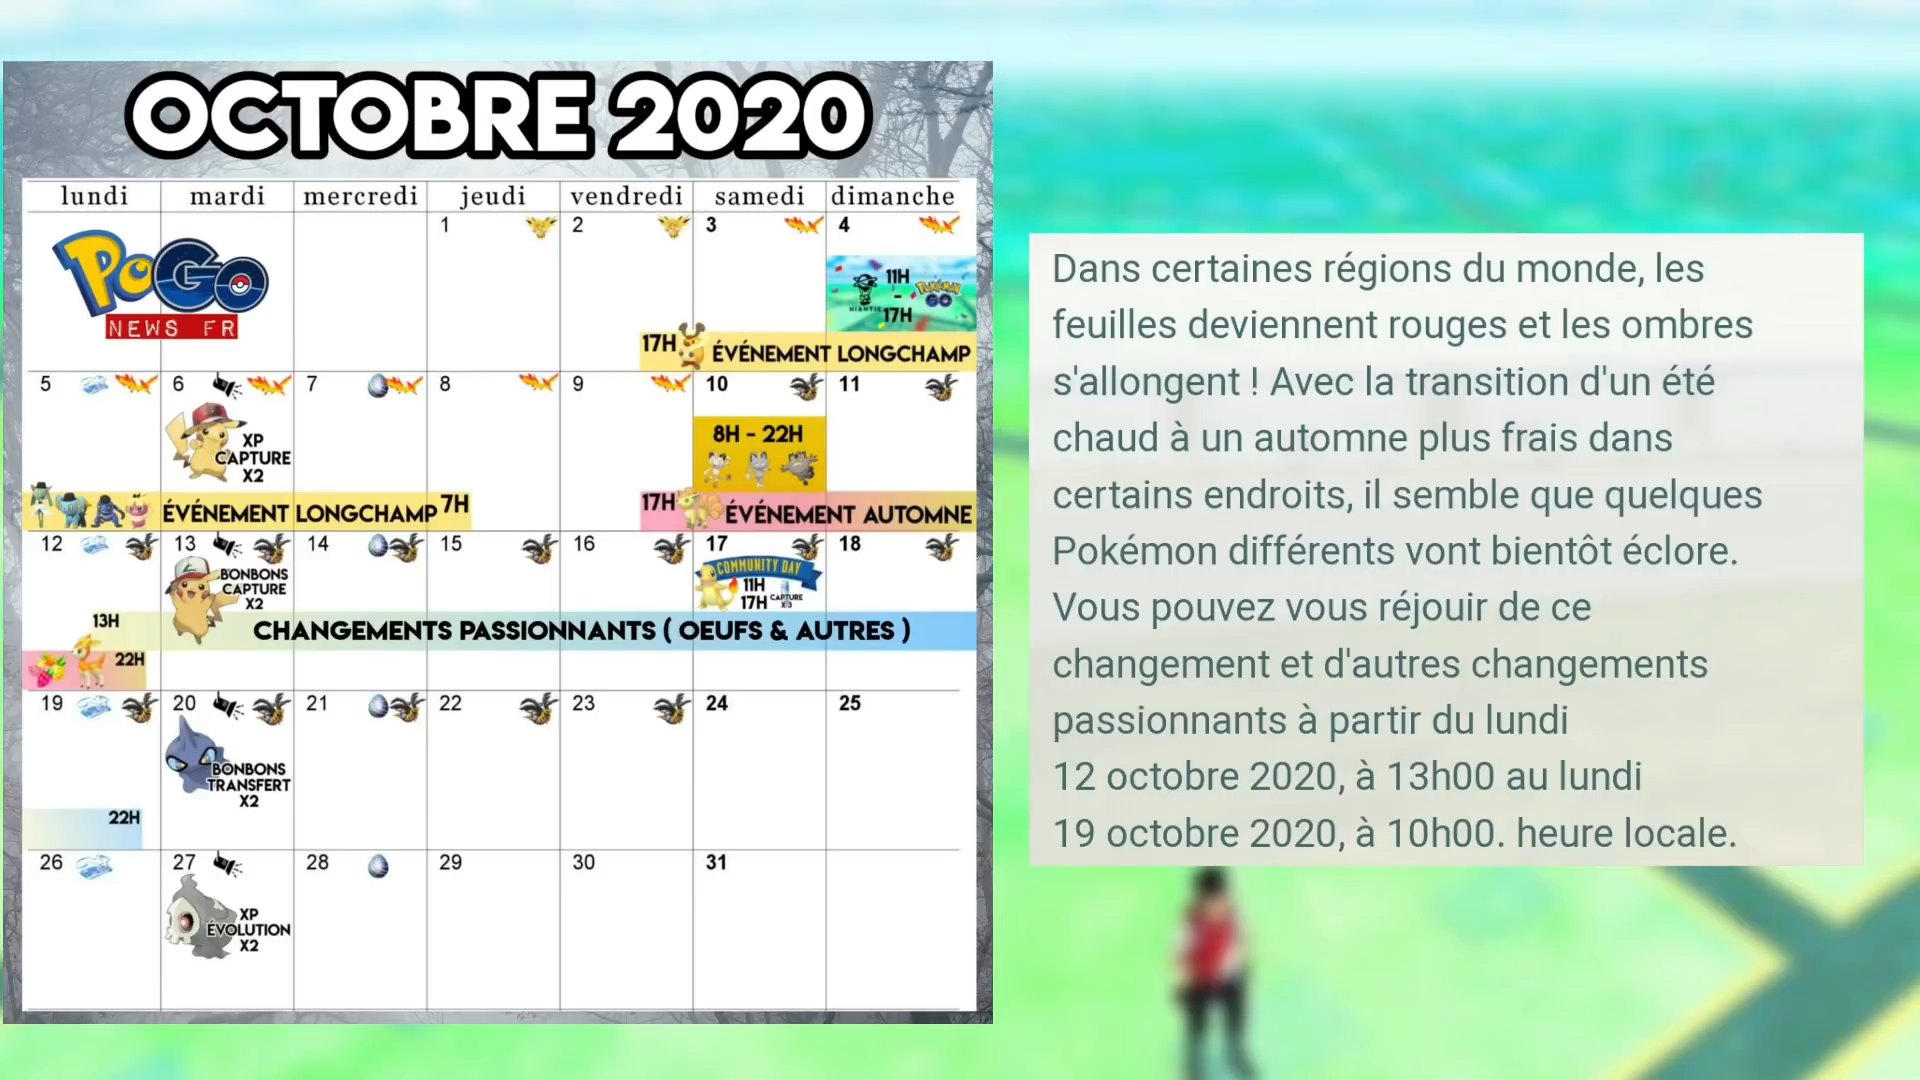 OCTOBRE 2020
lundi mardi mercredi jeudi vendredi samedi dimanche
1 2 3 4
PoGo
NEWS FR
11H
-
17H
NIANTIC
POKÉMON
GO
17H ÉVÉNEMENT LONGCHAMP
5 6 7 8 9 10 11
XP
CAPTURE
X2
8H - 22H
ÉVÉNEMENT LONGCHAMP 7H
17H ÉVÉNEMENT AUTOMNE
12 13 14 15 16 17 18
BONBONS
CAPTURE
X2
COMMUNITY DAY
11H
17H
CAPTURE
X3
13H
CHANGEMENTS PASSIONNANTS ( OEUFS & AUTRES )
22H
19 20 21 22 23 24 25
BONBONS
TRANSFERT
X2
22H
26 27 28 29 30 31
XP
ÉVOLUTION
X2
Dans certaines régions du monde, les
feuilles deviennent rouges et les ombres
s'allongent ! Avec la transition d'un été
chaud à un automne plus frais dans
certains endroits, il semble que quelques
Pokémon différents vont bientôt éclore.
Vous pouvez vous réjouir de ce
changement et d'autres changements
passionnants à partir du lundi
12 octobre 2020, à 13h00 au lundi
19 octobre 2020, à 10h00. heure locale.